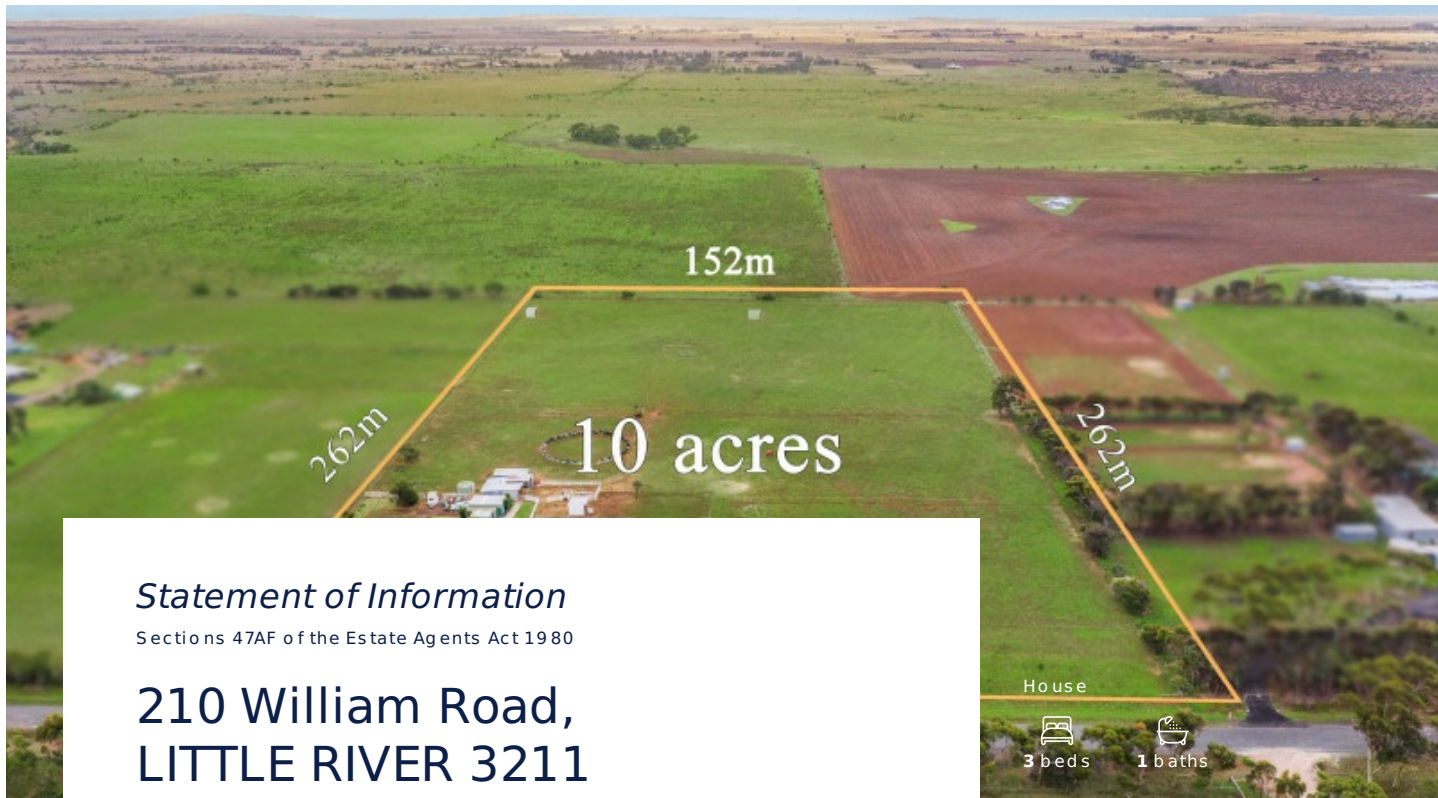 152m
262m
10 acres
262m
Statement of Information
Sections 47AF of the Estate Agents Act 1980
210 William Road,
LITTLE RIVER 3211
House
3 beds
1 baths